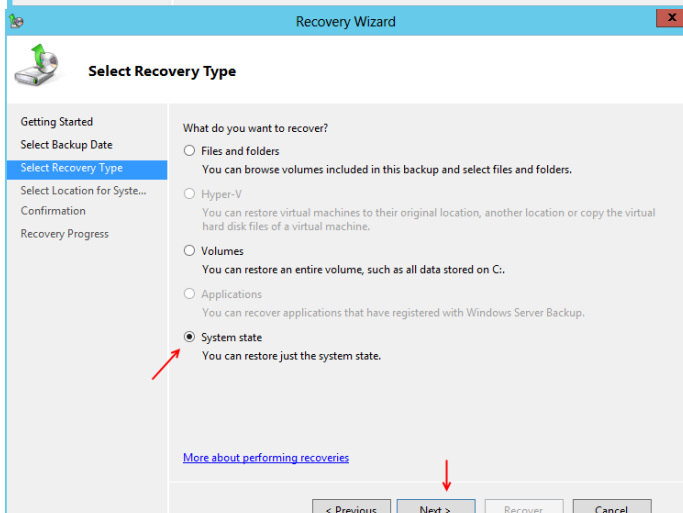 Recovery Wizard
x
Select Recovery Type
Getting Started
Select Backup Date
Select Recovery Type
Select Location for Syste...
Confirmation
Recovery Progress
What do you want to recover?
Files and folders
You can browse volumes included in this backup and select files and folders.
Hyper-V
You can restore virtual machines to their original location, another location or copy the virtual
hard disk files of a virtual machine.
Volumes
You can restore an entire volume, such as all data stored on C:.
Applications
You can recover applications that have registered with Windows Server Backup.
System state
You can restore just the system state.
More about performing recoveries
< Previous
Next >
Recover
Cancel